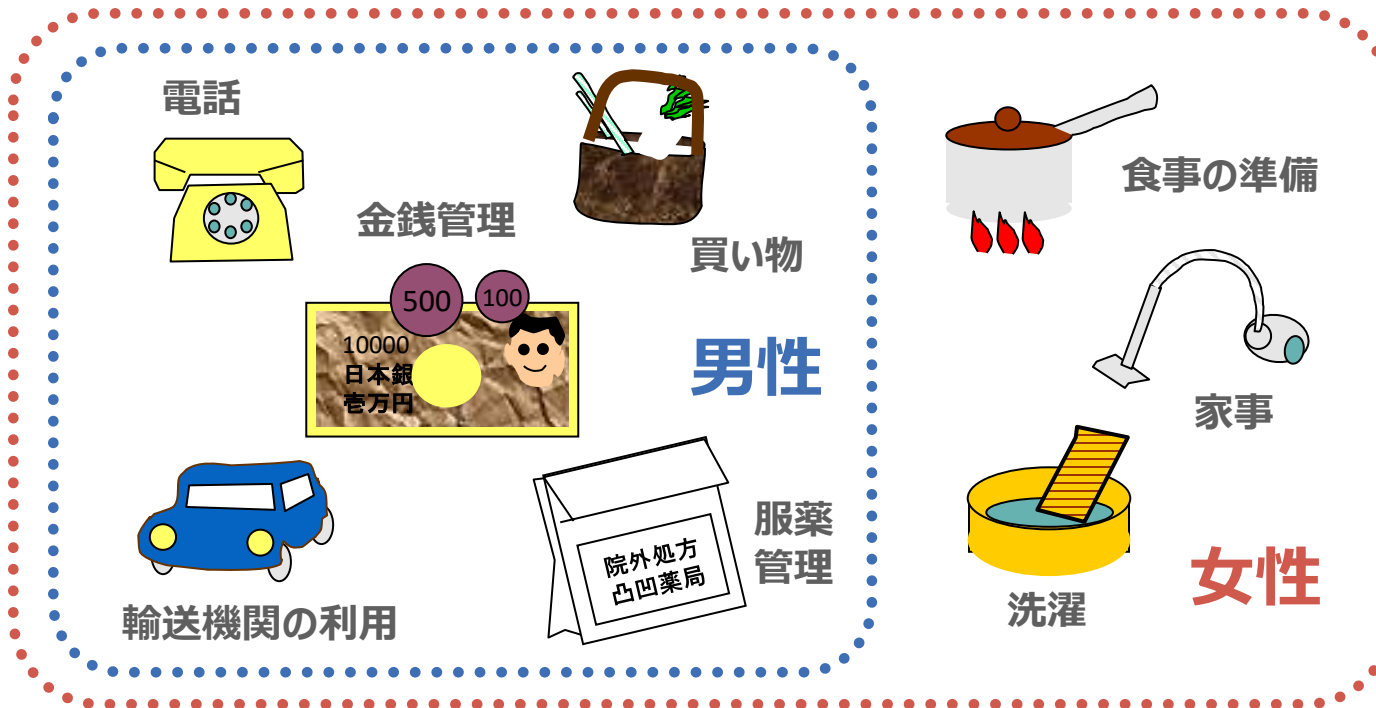 電話
金銭管理
買い物
食事の準備
500
100
10000
日本銀
壱万円
男性
家事
院外処方
凸凹薬局
服薬
管理
輸送機関の利用
洗濯
女性